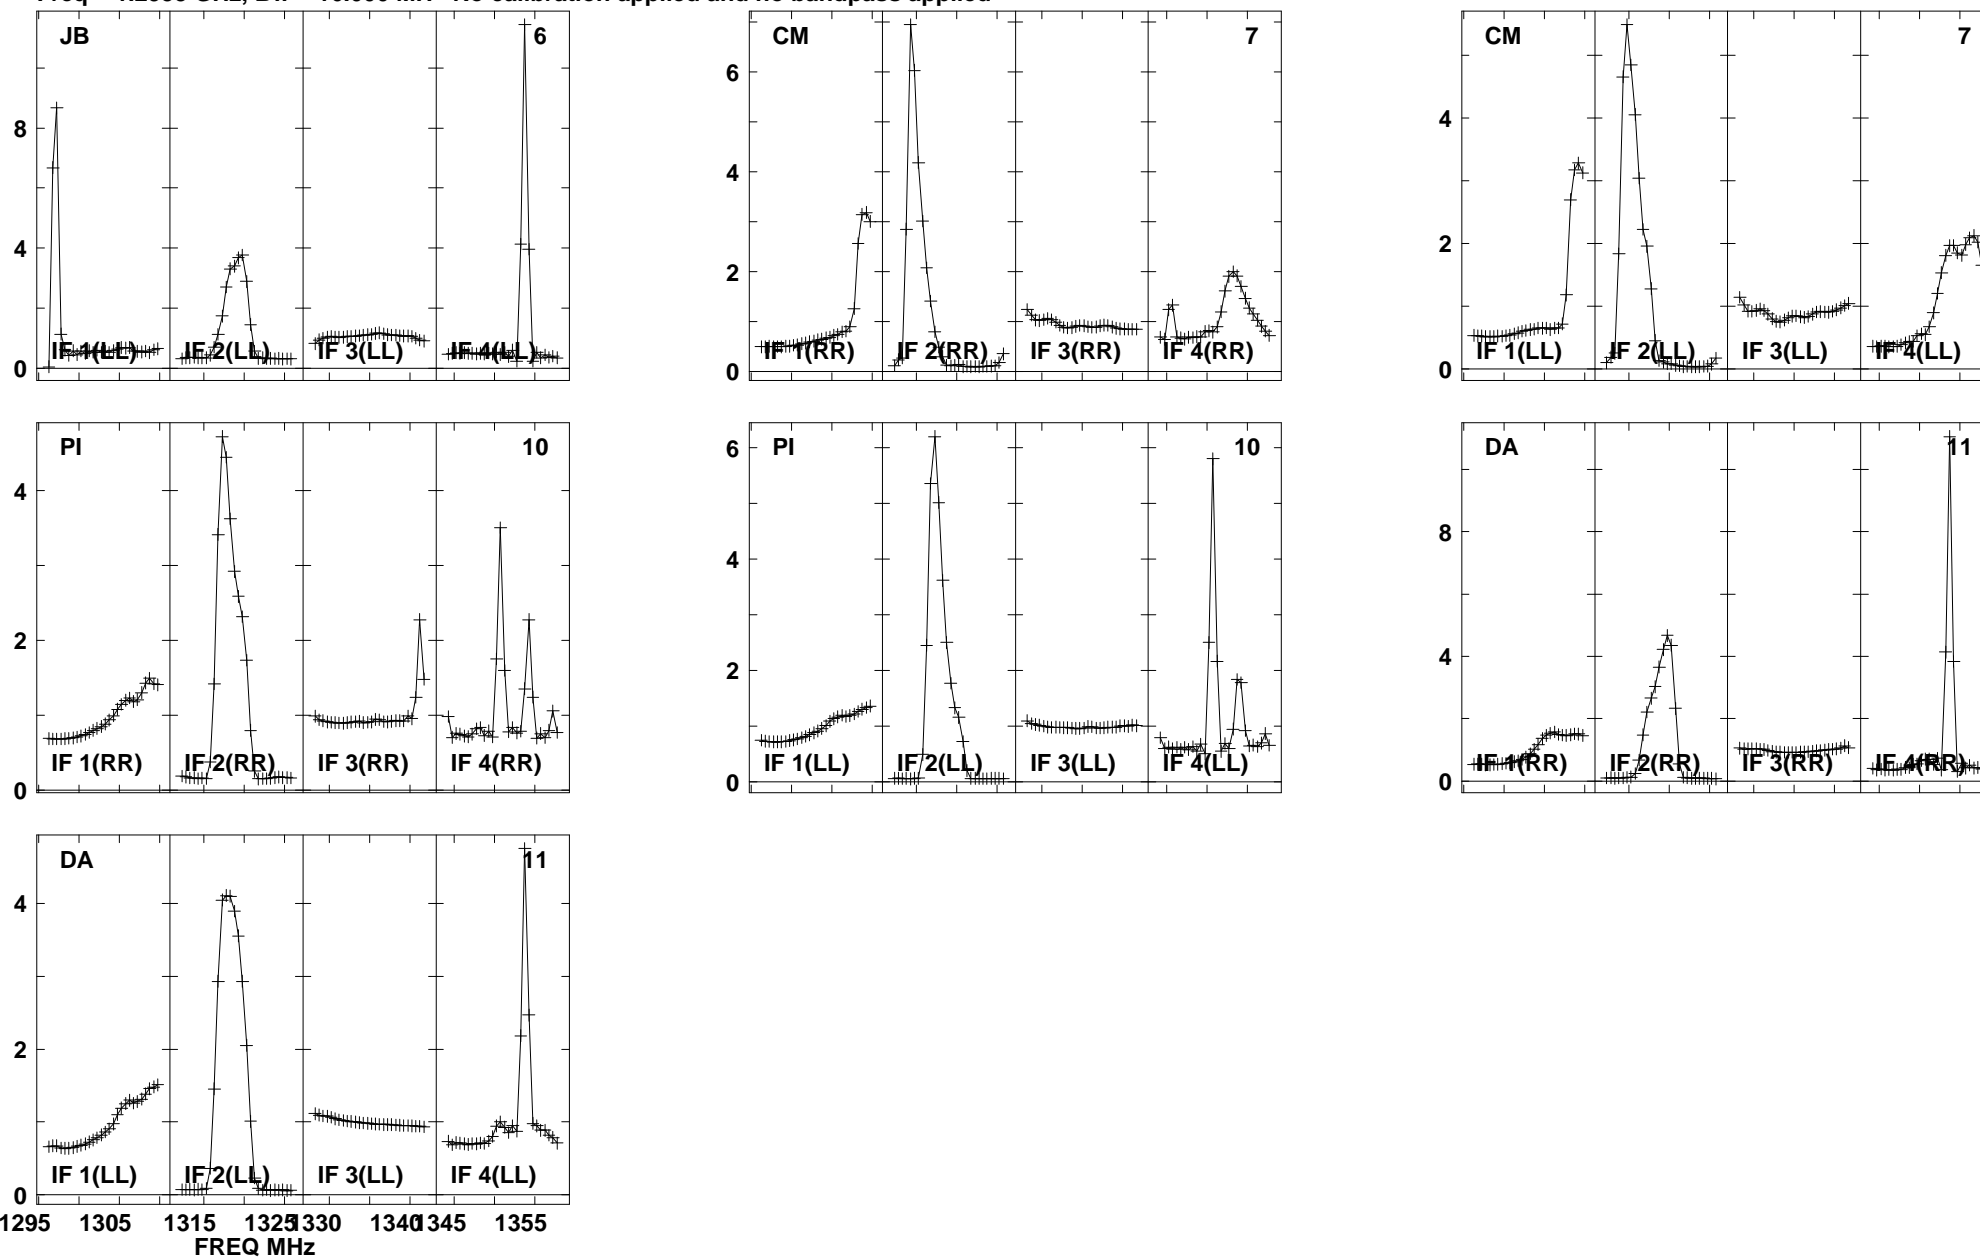 JB 6
8
4
0
IF 1(LL) IF 2(LL) IF 3(LL) IF 4(LL)
CM 7
6
4
2
0
IF 1(RR) IF 2(RR) IF 3(RR) IF 4(RR)
CM 7
4
2
0
IF 1(LL) IF 2(LL) IF 3(LL) IF 4(LL)
PI 10
4
2
0
IF 1(RR) IF 2(RR) IF 3(RR) IF 4(RR)
PI 10
6
4
2
0
IF 1(LL) IF 2(LL) IF 3(LL) IF 4(LL)
DA 11
8
4
0
IF 1(RR) IF 2(RR) IF 3(RR) IF 4(RR)
DA 11
4
2
0
IF 1(LL) IF 2(LL) IF 3(LL) IF 4(LL)
1295 1305 1315 1325 1330 1340 1345 1355
FREQ MHz